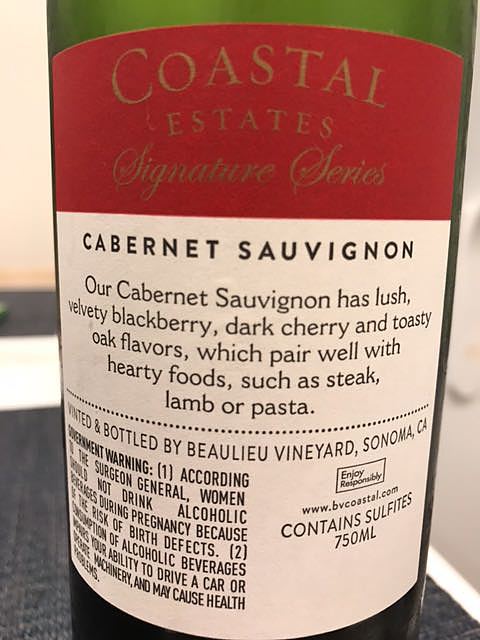 COASTAL
ESTATES
Signature Series
CABERNET SAUVIGNON
Our Cabernet Sauvignon has lush,
velvety blackberry, dark cherry and toasty
oak flavors, which pair well with
hearty foods, such as steak,
lamb or pasta.
VINTED & BOTTLED BY BEAULIEU VINEYARD, SONOMA, CA
GOVERNMENT WARNING: (1) ACCORDING
TO THE SURGEON GENERAL, WOMEN
SHOULD NOT DRINK ALCOHOLIC
BEVERAGES DURING PREGNANCY BECAUSE
OF THE RISK OF BIRTH DEFECTS. (2)
CONSUMPTION OF ALCOHOLIC BEVERAGES
IMPAIRS YOUR ABILITY TO DRIVE A CAR OR
MACHINERY, AND MAY CAUSE HEALTH
PROBLEMS.
Enjoy
Responsibly
www.bvcoastal.com
CONTAINS SULFITES
750ML